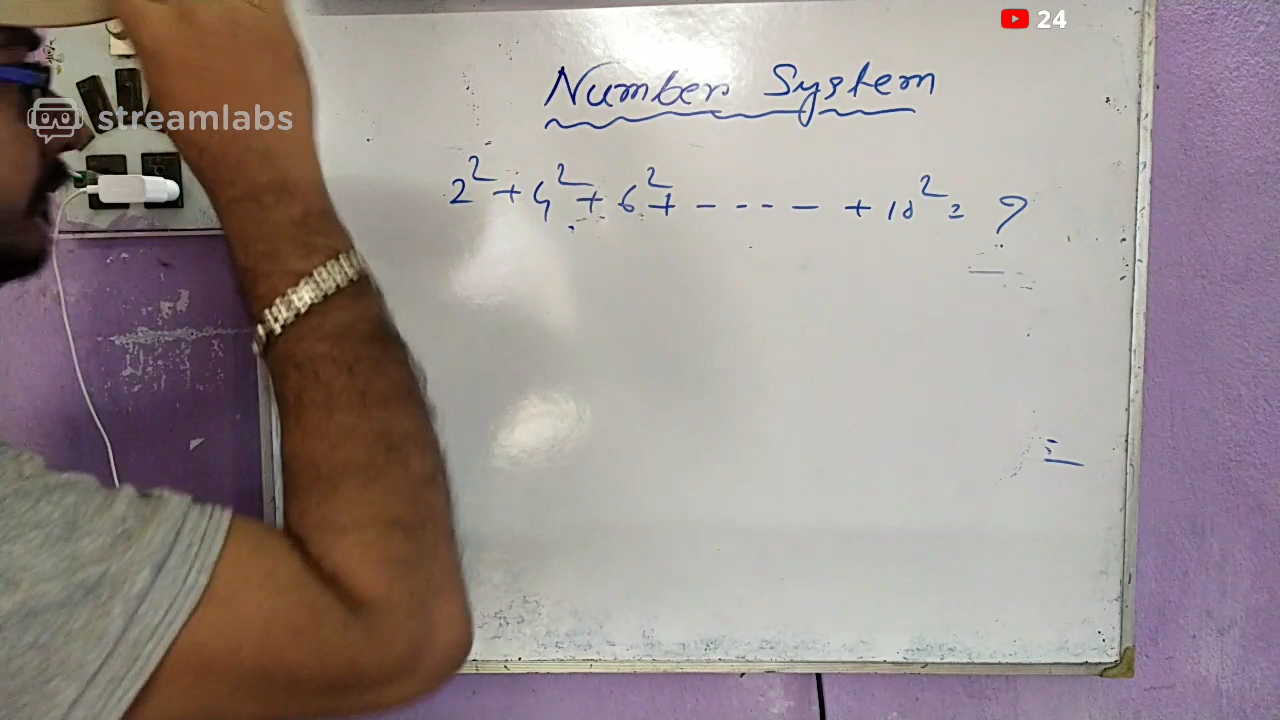 24
Number System
streamlabs
2² + 4² + 6² + - - - - - + 10² = ?
=